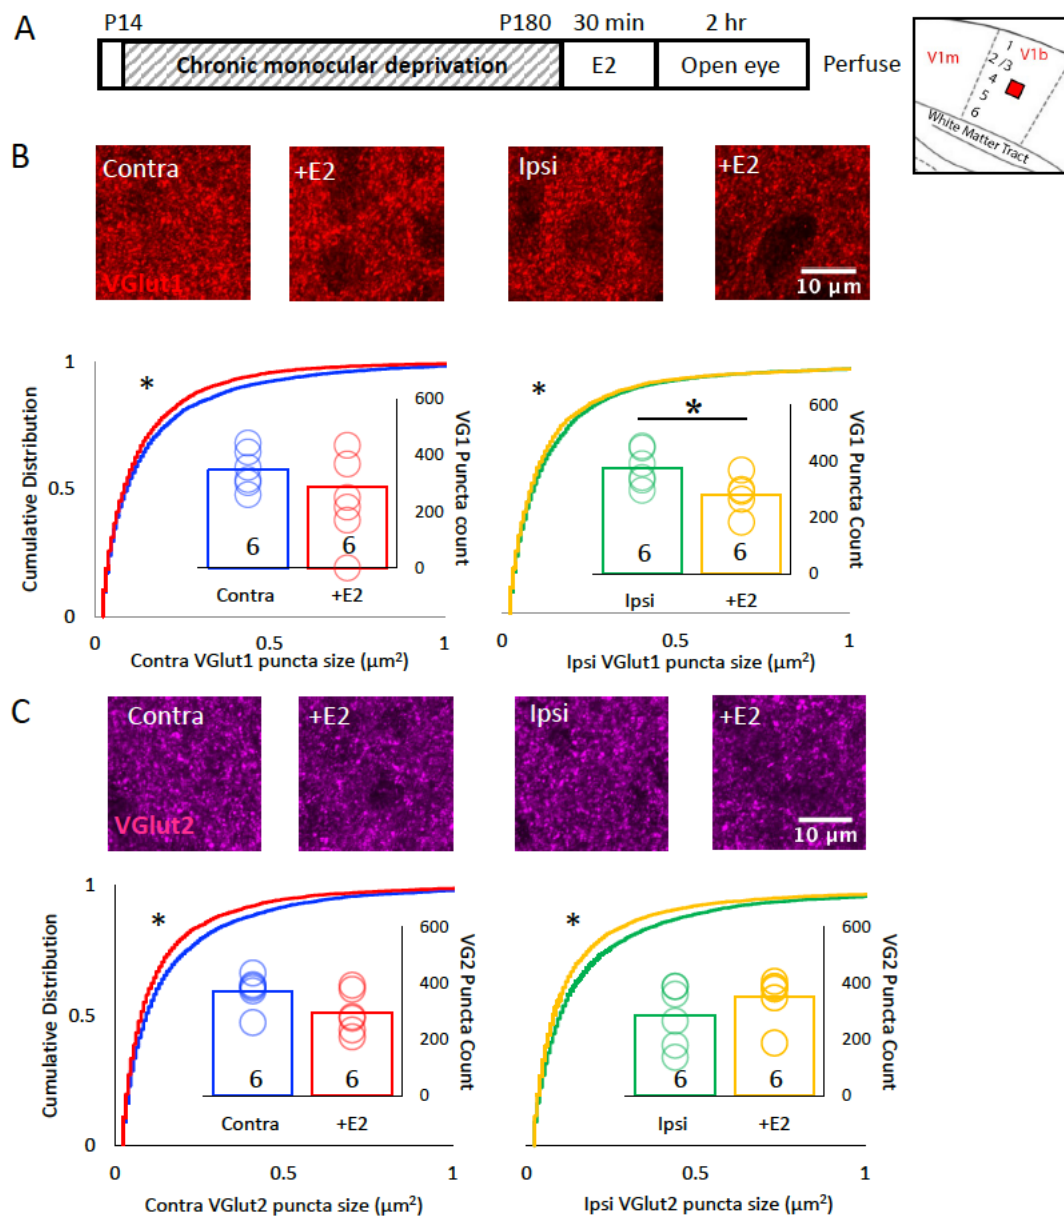 A
P14
P180
30 min
2 hr
Chronic monocular deprivation
E2
Open eye
Perfuse
V1m
V1b
1
2/3
4
5
6
White Matter Tract
B
Contra
+E2
Ipsi
+E2
VGlut1
10 µm
Cumulative Distribution
1
0.5
0
*
600
400
200
0
VG1 Puncta count
6
6
Contra
+E2
0
0.5
1
Contra VGlut1 puncta size (µm²)
*
*
600
400
200
0
VG1 Puncta Count
6
6
Ipsi
+E2
0
0.5
1
Ipsi VGlut1 puncta size (µm²)
C
Contra
+E2
Ipsi
+E2
VGlut2
10 µm
Cumulative Distribution
1
0.5
0
*
600
400
200
0
VG2 Puncta Count
6
6
Contra
+E2
0
0.5
1
Contra VGlut2 puncta size (µm²)
*
600
400
200
0
VG2 Puncta Count
6
6
Ipsi
+E2
0
0.5
1
Ipsi VGlut2 puncta size (µm²)